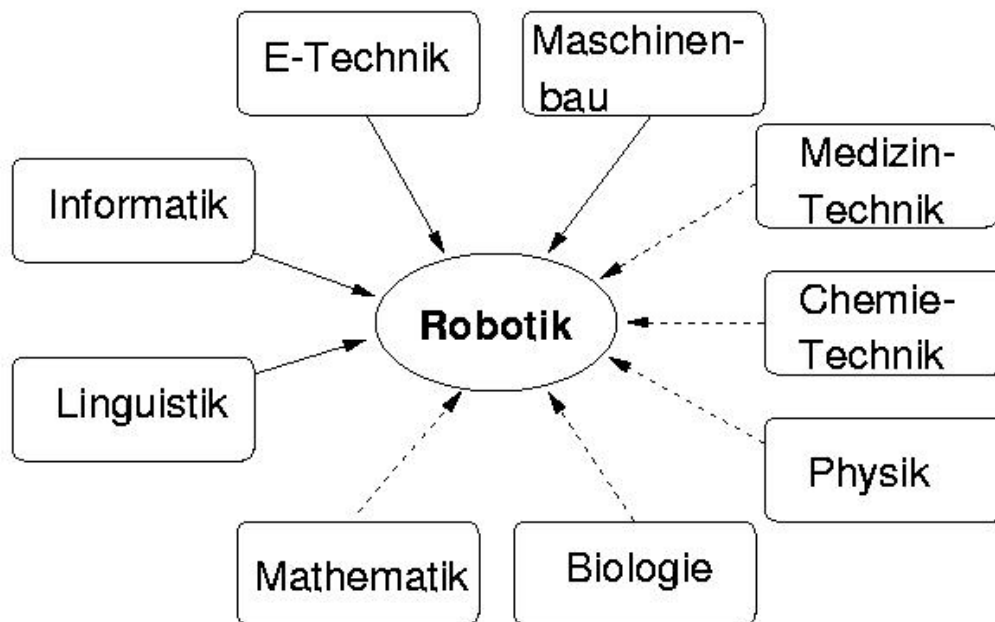 E-Technik
Maschinen-
bau
Informatik
Medizin-
Technik
Robotik
Chemie-
Technik
Linguistik
Physik
Mathematik
Biologie